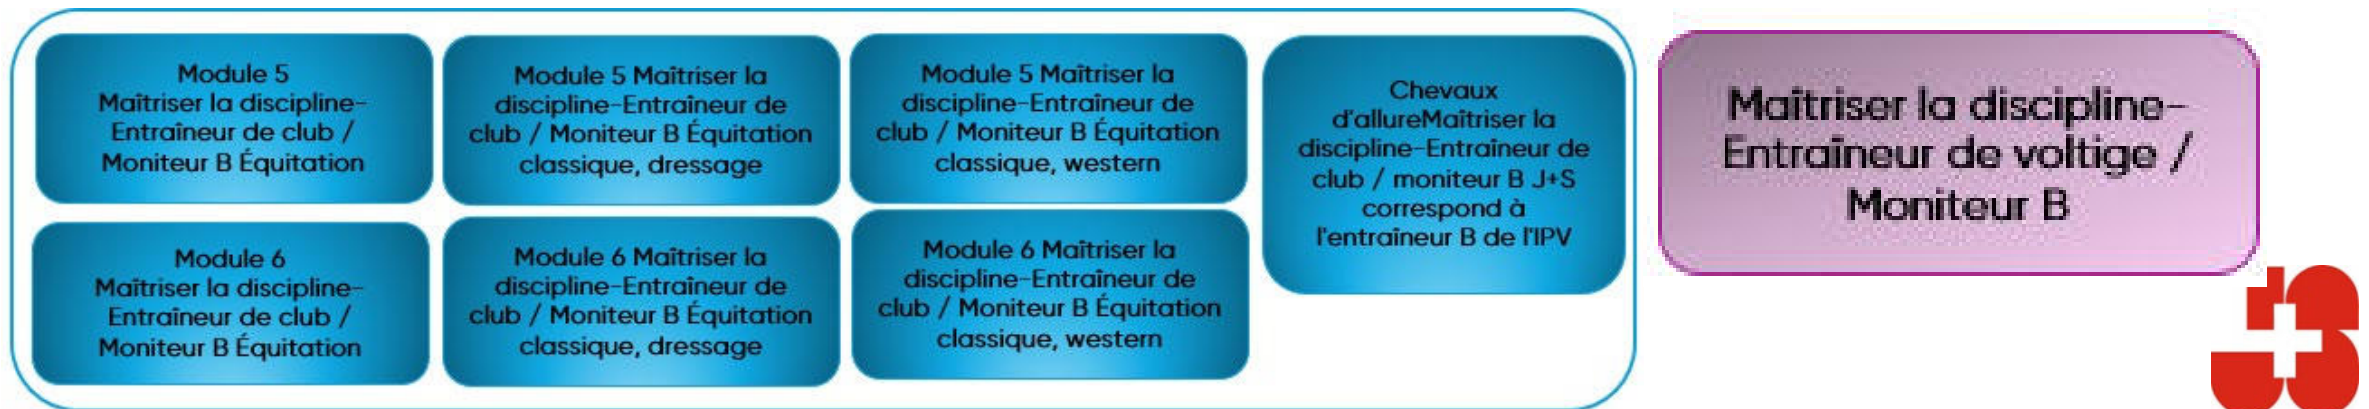 Module 5
Maîtriser la discipline-
Entraîneur de club /
Moniteur B Équitation
Module 5 Maîtriser la
discipline-Entraîneur de
club / Moniteur B Équitation
classique, dressage
Module 5 Maîtriser la
discipline-Entraîneur de
club / Moniteur B Équitation
classique, western
Chevaux
d'allureMaîtriser la
discipline-Entraîneur de
club / moniteur B J+S
correspond à
l'entraîneur B de l'IPV
Maîtriser la discipline-
Entraîneur de voltige /
Moniteur B
Module 6
Maîtriser la discipline-
Entraîneur de club /
Moniteur B Équitation
Module 6 Maîtriser la
discipline-Entraîneur de
club / Moniteur B Équitation
classique, dressage
Module 6 Maîtriser la
discipline-Entraîneur de
club / Moniteur B Équitation
classique, western